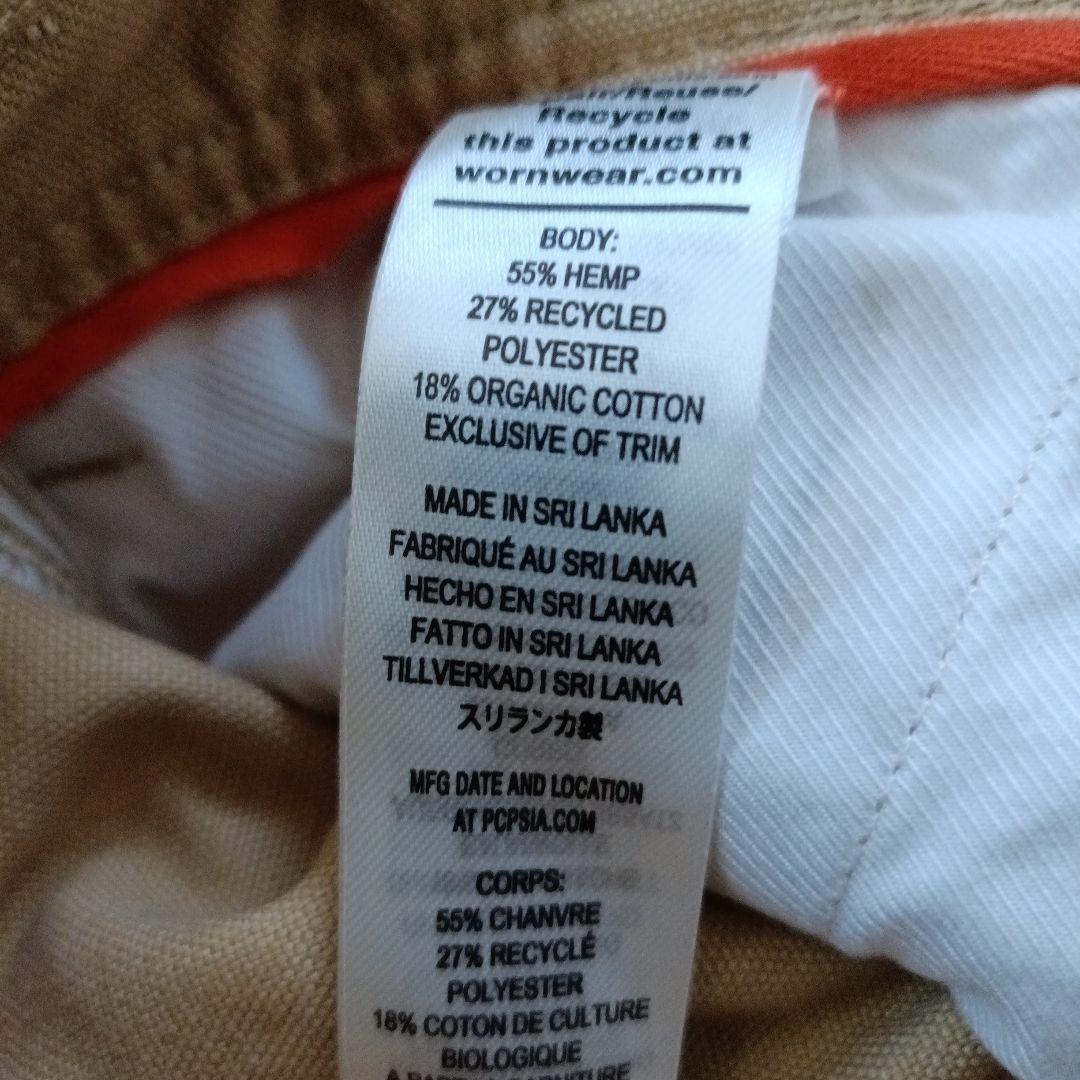 Recycle
this product at
wornwear.com
BODY:
55% HEMP
27% RECYCLED
POLYESTER
18% ORGANIC COTTON
EXCLUSIVE OF TRIM
MADE IN SRI LANKA
FABRIQUÉ AU SRI LANKA
HECHO EN SRI LANKA
FATTO IN SRI LANKA
TILLVERKAD I SRI LANKA
スリランカ製
MFG DATE AND LOCATION
AT PCPSIA.COM
CORPS:
55% CHANVRE
27% RECYCLÉ
POLYESTER
18% COTON DE CULTURE
BIOLOGIQUE